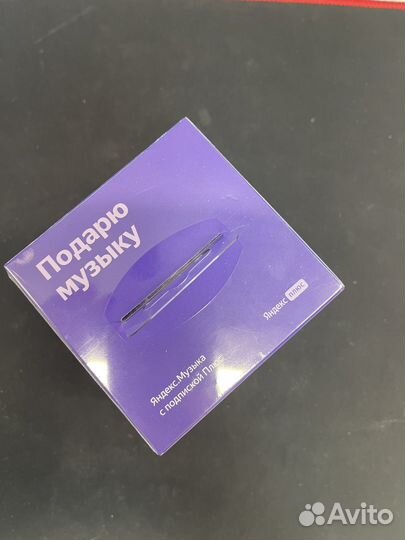 Подарю
музыку
Яндекс.Музыка
с подпиской Плюс
Яндекс плюс
Avito